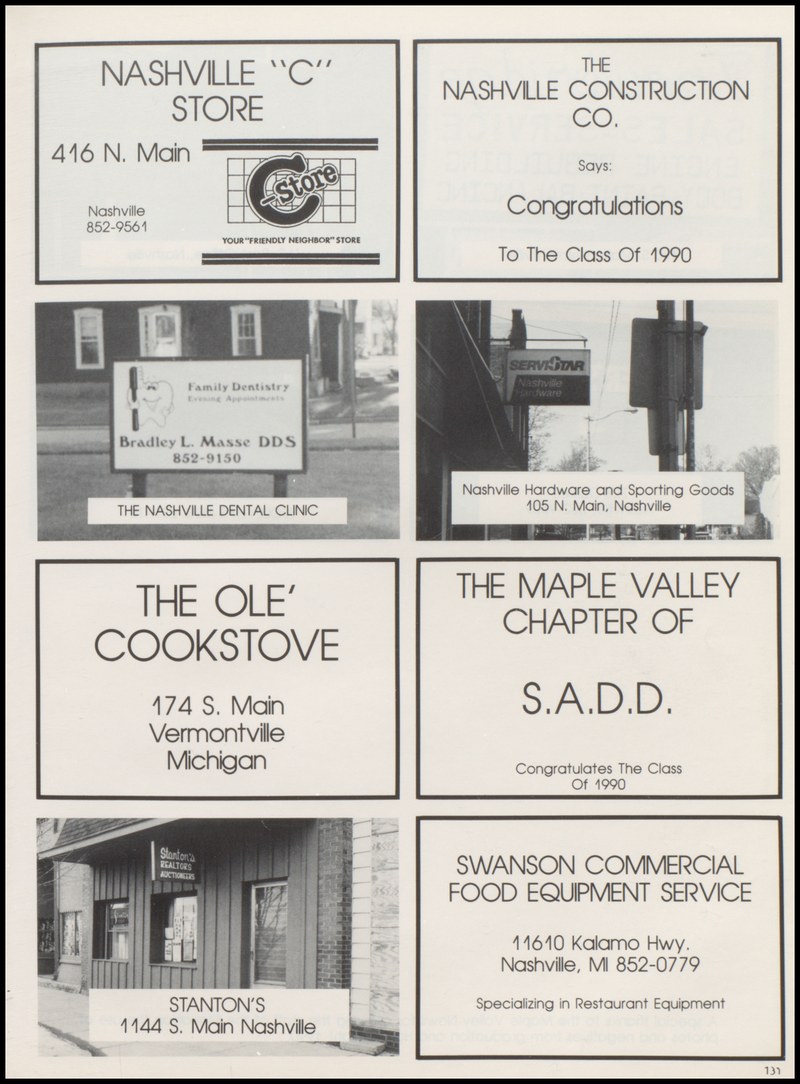 NASHVILLE "C"
STORE
416 N. Main
Nashville
852-9561
C-Store
YOUR "FRIENDLY NEIGHBOR" STORE
THE
NASHVILLE CONSTRUCTION
CO.
Says:
Congratulations
To The Class Of 1990
Family Dentistry
Evening Appointments
Bradley L. Masse DDS
852-9150
THE NASHVILLE DENTAL CLINIC
SERVISTAR
Nashville
Hardware
Nashville Hardware and Sporting Goods
105 N. Main, Nashville
THE OLE'
COOKSTOVE
174 S. Main
Vermontville
Michigan
THE MAPLE VALLEY
CHAPTER OF
S.A.D.D.
Congratulates The Class
Of 1990
Stanton's
REALTORS
AUCTIONEERS
STANTON'S
1144 S. Main Nashville
SWANSON COMMERCIAL
FOOD EQUIPMENT SERVICE
11610 Kalamo Hwy.
Nashville, MI 852-0779
Specializing in Restaurant Equipment
131